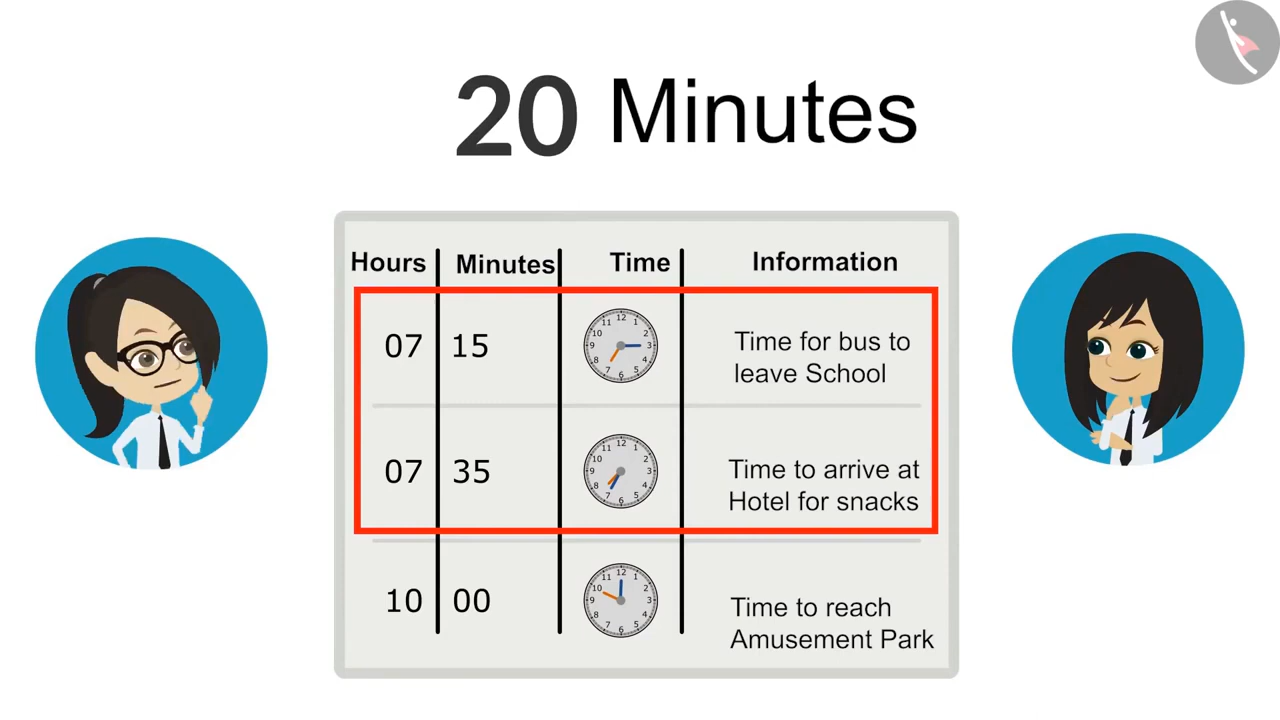 20 Minutes
Hours Minutes Time Information
07 15 Time for bus to
leave School
07 35 Time to arrive at
Hotel for snacks
10 00 Time to reach
Amusement Park